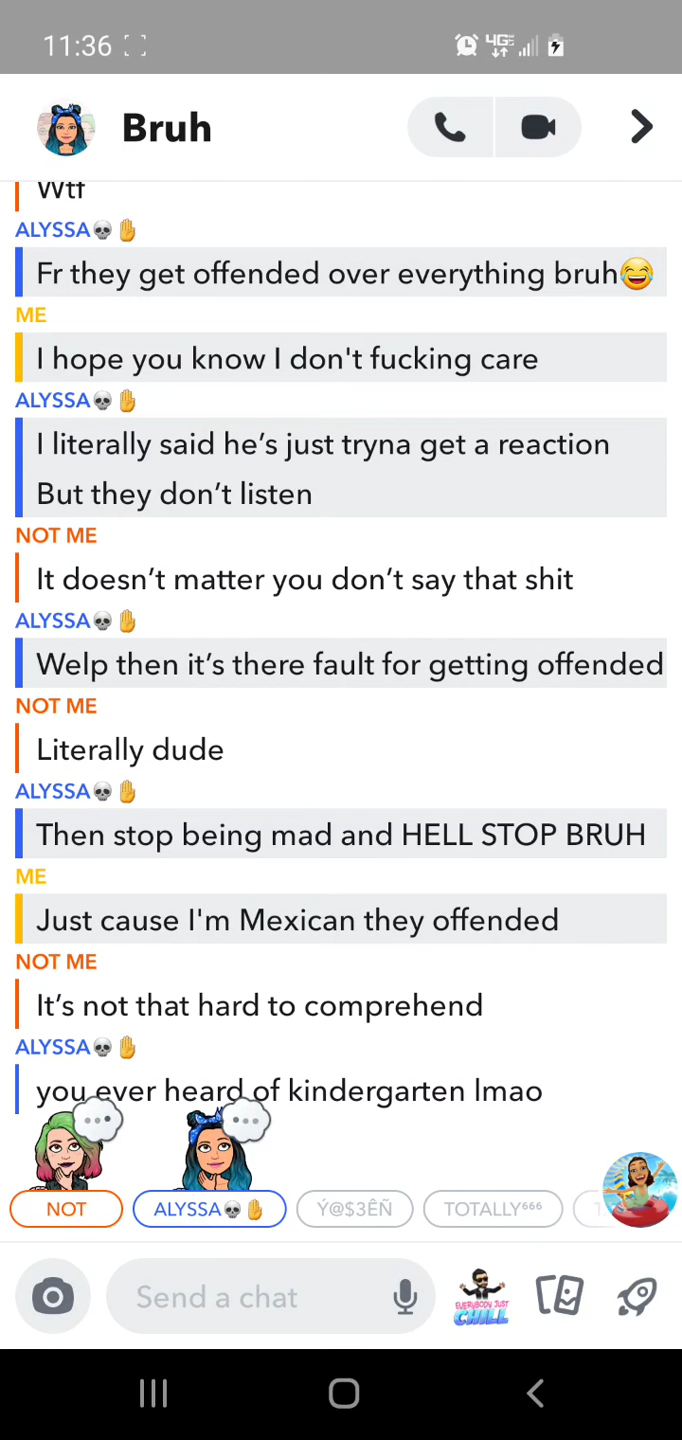 11:36
4GE
Bruh
Wtf
ALYSSA💀✋
Fr they get offended over everything bruh😂
ME
I hope you know I don't fucking care
ALYSSA💀✋
I literally said he's just tryna get a reaction
But they don't listen
NOT ME
It doesn't matter you don't say that shit
ALYSSA💀✋
Welp then it's there fault for getting offended
NOT ME
Literally dude
ALYSSA💀✋
Then stop being mad and HELL STOP BRUH
ME
Just cause I'm Mexican they offended
NOT ME
It's not that hard to comprehend
ALYSSA💀✋
you ever heard of kindergarten lmao
NOT
ALYSSA💀✋
Ý@$3ÊÑ
TOTALLY⁶⁶⁶
Send a chat
EVERYBODY JUST
CHILL